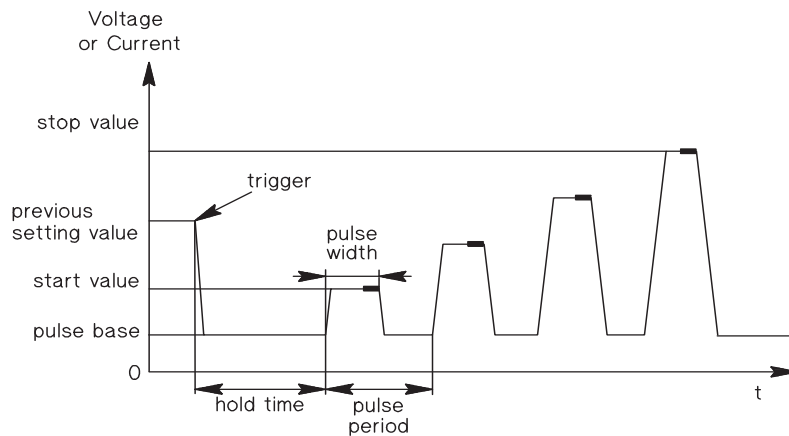 Voltage
or Current
stop value
trigger
previous
setting value
pulse
width
start value
pulse base
0
t
hold time
pulse
period